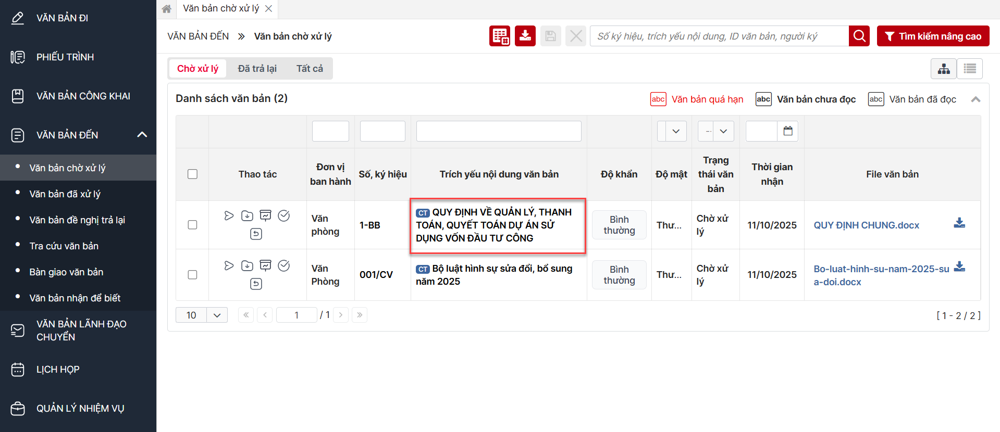 VĂN BẢN ĐI
PHIẾU TRÌNH
VĂN BẢN CÔNG KHAI
VĂN BẢN ĐẾN
Văn bản chờ xử lý
Văn bản đã xử lý
Văn bản đề nghị trả lại
Tra cứu văn bản
Bàn giao văn bản
Văn bản nhận để biết
VĂN BẢN LÃNH ĐẠO
CHUYỂN
LỊCH HỌP
QUẢN LÝ NHIỆM VỤ
Văn bản chờ xử lý
VĂN BẢN ĐẾN » Văn bản chờ xử lý
Số ký hiệu, trích yếu nội dung, ID văn bản, người ký
Tìm kiếm nâng cao
Chờ xử lý Đã trả lại Tất cả
Danh sách văn bản (2)
abc Văn bản quá hạn abc Văn bản chưa đọc abc Văn bản đã đọc
Thao tác
Đơn vị
ban hành
Số, ký hiệu
Trích yếu nội dung văn bản
Độ khẩn
Độ mật
Trạng
thái văn
bản
Thời gian
nhận
File văn bản
Văn
phòng
1-BB
CT QUY ĐỊNH VỀ QUẢN LÝ, THANH
TOÁN, QUYẾT TOÁN DỰ ÁN SỬ
DỤNG VỐN ĐẦU TƯ CÔNG
Bình
thường
Thư...
Chờ xử
lý
11/10/2025
QUY ĐỊNH CHUNG.docx
Văn
Phòng
001/CV
CT Bộ luật hình sự sửa đổi, bổ sung
năm 2025
Bình
thường
Thư...
Chờ xử
lý
11/10/2025
Bo-luat-hinh-su-nam-2025-su
a-doi.docx
10 « ‹ 1 / 1 › »
[ 1 - 2 / 2 ]